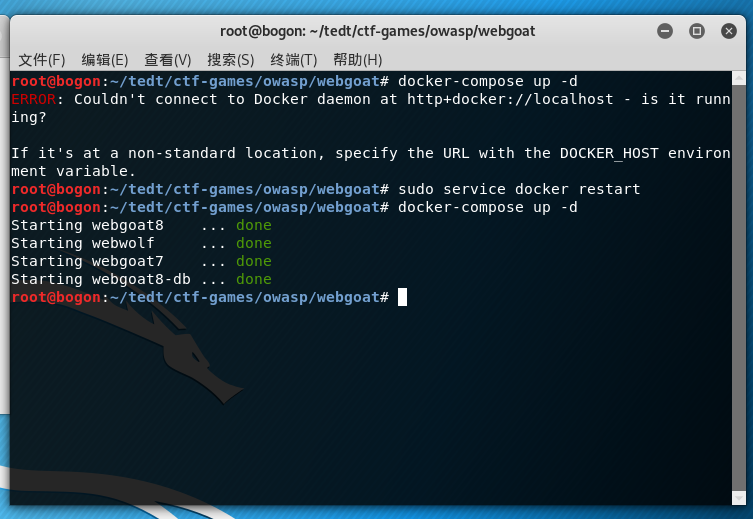 root@bogon: ~/tedt/ctf-games/owasp/webgoat
文件(F) 编辑(E) 查看(V) 搜索(S) 终端(T) 帮助(H)
root@bogon:~/tedt/ctf-games/owasp/webgoat# docker-compose up -d
ERROR: Couldn't connect to Docker daemon at http+docker://localhost - is it runn
ing?
If it's at a non-standard location, specify the URL with the DOCKER_HOST environ
ment variable.
root@bogon:~/tedt/ctf-games/owasp/webgoat# sudo service docker restart
root@bogon:~/tedt/ctf-games/owasp/webgoat# docker-compose up -d
Starting webgoat8    ... done
Starting webwolf     ... done
Starting webgoat7    ... done
Starting webgoat8-db ... done
root@bogon:~/tedt/ctf-games/owasp/webgoat#